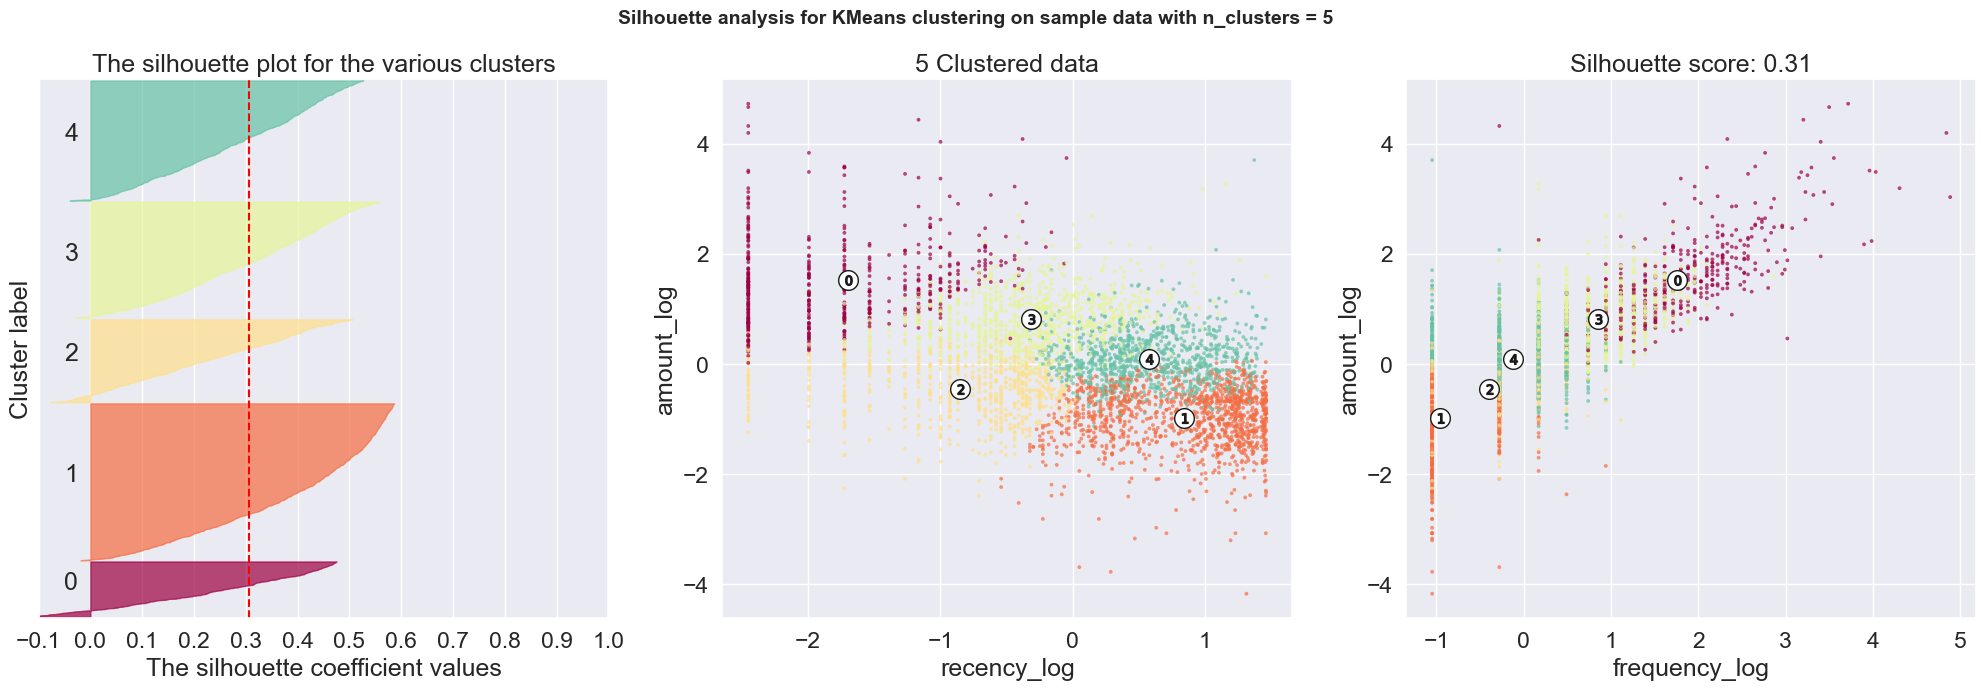 Silhouette analysis for KMeans clustering on sample data with n_clusters = 5
The silhouette plot for the various clusters
Cluster label
4
3
2
1
0
−0.1 0.0 0.1 0.2 0.3 0.4 0.5 0.6 0.7 0.8 0.9 1.0
The silhouette coefficient values
5 Clustered data
amount_log
4
2
0
−2
−4
0
3
4
2
1
−2 −1 0 1
recency_log
Silhouette score: 0.31
amount_log
4
2
0
−2
−4
0
3
4
2
1
−1 0 1 2 3 4 5
frequency_log